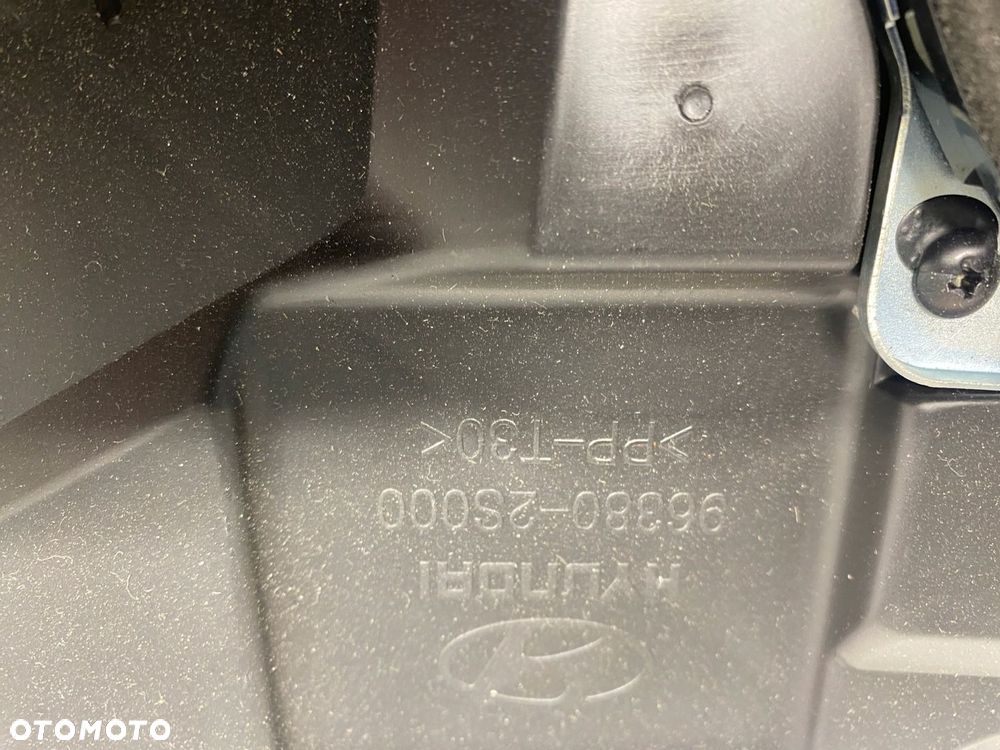 HYUNDAI
96380-2S000
>PP-T30<
OTOMOTO